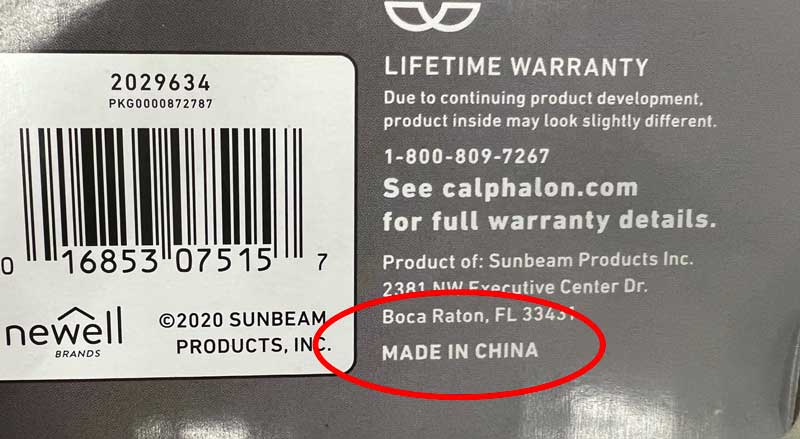 2029634
PKG0000872787
0 16853 07515 7
newell
BRANDS
©2020 SUNBEAM
PRODUCTS, INC.
LIFETIME WARRANTY
Due to continuing product development,
product inside may look slightly different.
1-800-809-7267
See calphalon.com
for full warranty details.
Product of: Sunbeam Products Inc.
2381 NW Executive Center Dr.
Boca Raton, FL 33431
MADE IN CHINA